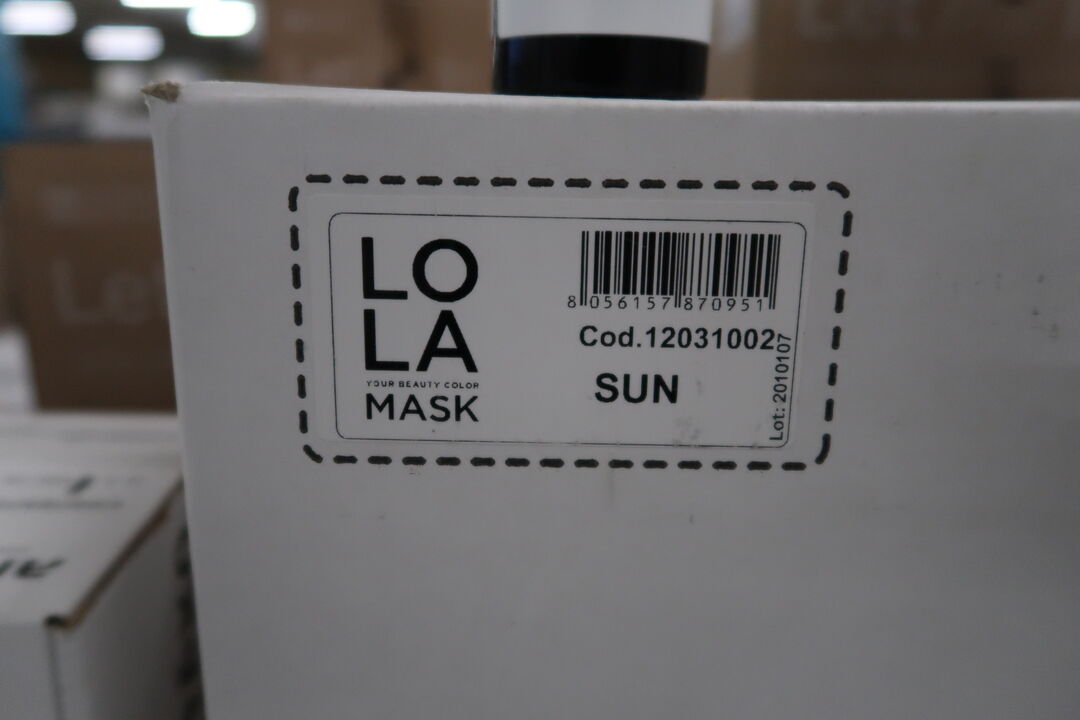 LO
LA
YOUR BEAUTY COLOR
MASK
8 056157 870951
Cod.12031002
SUN
Lot: 2010107